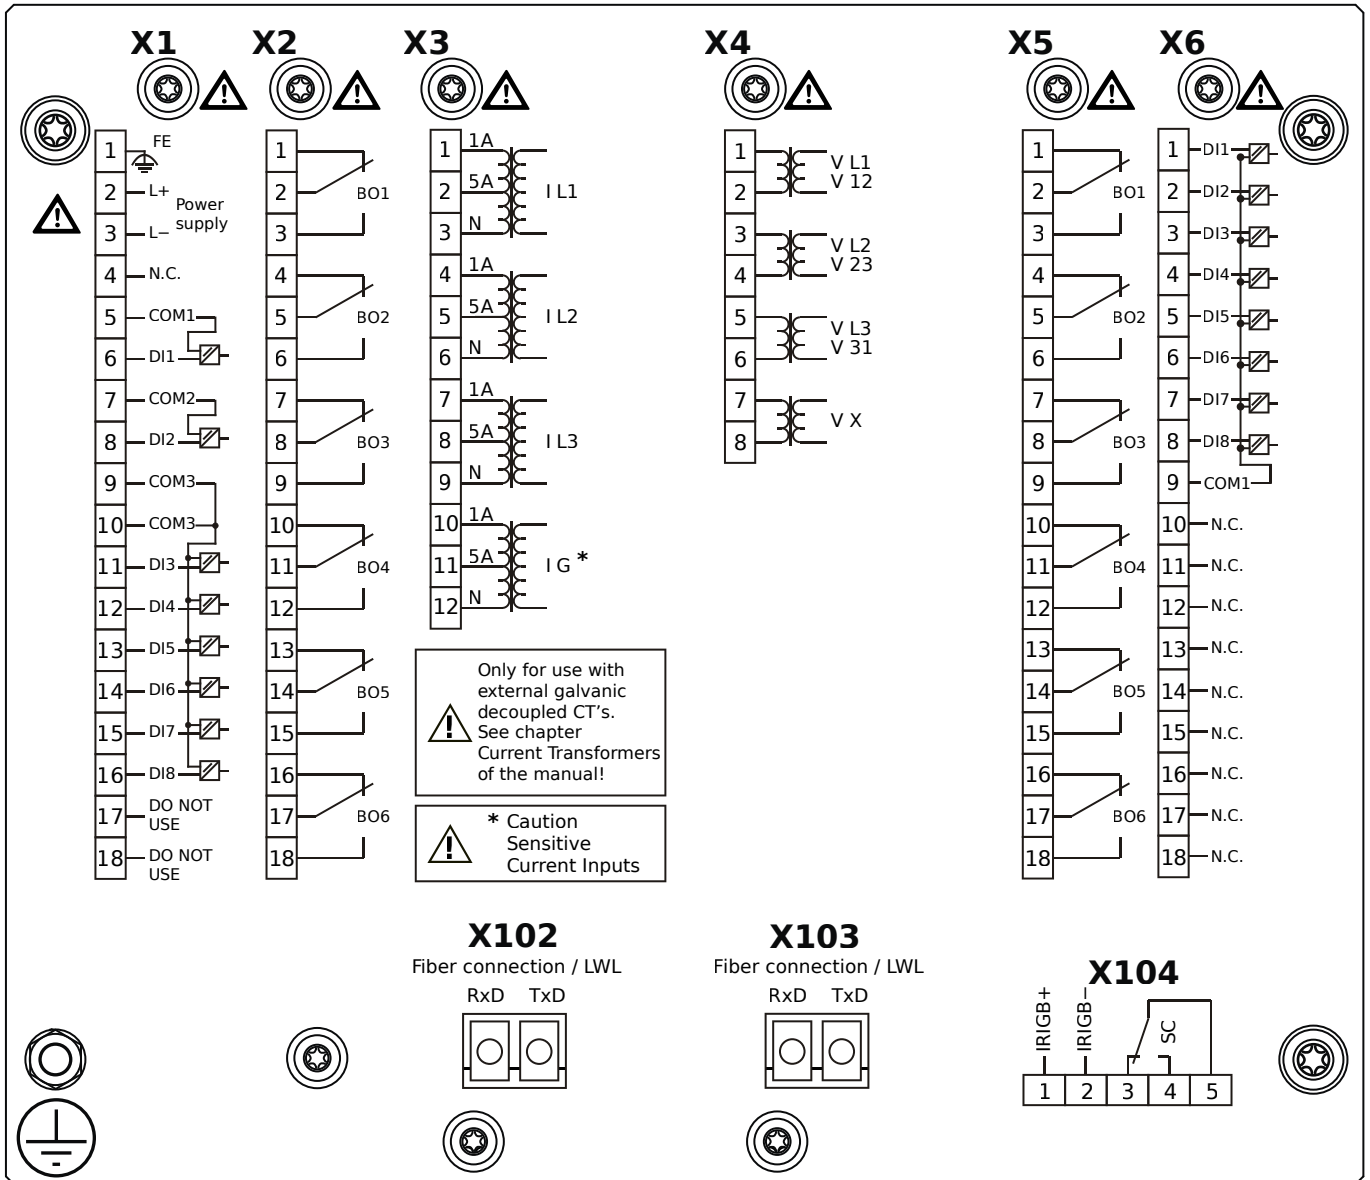 X1 X2 X3 X4 X5 X6
1 FE
2 L+
Power
supply
3 L−
4 N.C.
5 COM1
6 DI1
7 COM2
8 DI2
9 COM3
10 COM3
11 DI3
12 DI4
13 DI5
14 DI6
15 DI7
16 DI8
17 DO NOT
USE
18 DO NOT
USE
1
2 BO1
3
4
5 BO2
6
7
8 BO3
9
10
11 BO4
12
13
14 BO5
15
16
17 BO6
18
1 1A
2 5A I L1
3 N
4 1A
5 5A I L2
6 N
7 1A
8 5A I L3
9 N
10 1A
11 5A I G *
12 N
Only for use with
external galvanic
decoupled CT's.
See chapter
Current Transformers
of the manual!
* Caution
Sensitive
Current Inputs
1 V L1
2 V 12
3 V L2
4 V 23
5 V L3
6 V 31
7 V X
8
1
2 BO1
3
4
5 BO2
6
7
8 BO3
9
10
11 BO4
12
13
14 BO5
15
16
17 BO6
18
1 DI1
2 DI2
3 DI3
4 DI4
5 DI5
6 DI6
7 DI7
8 DI8
9 COM1
10 N.C.
11 N.C.
12 N.C.
13 N.C.
14 N.C.
15 N.C.
16 N.C.
17 N.C.
18 N.C.
X102
Fiber connection / LWL
RxD TxD
X103
Fiber connection / LWL
RxD TxD
X104
IRIGB+
IRIGB−
SC
1 2 3 4 5